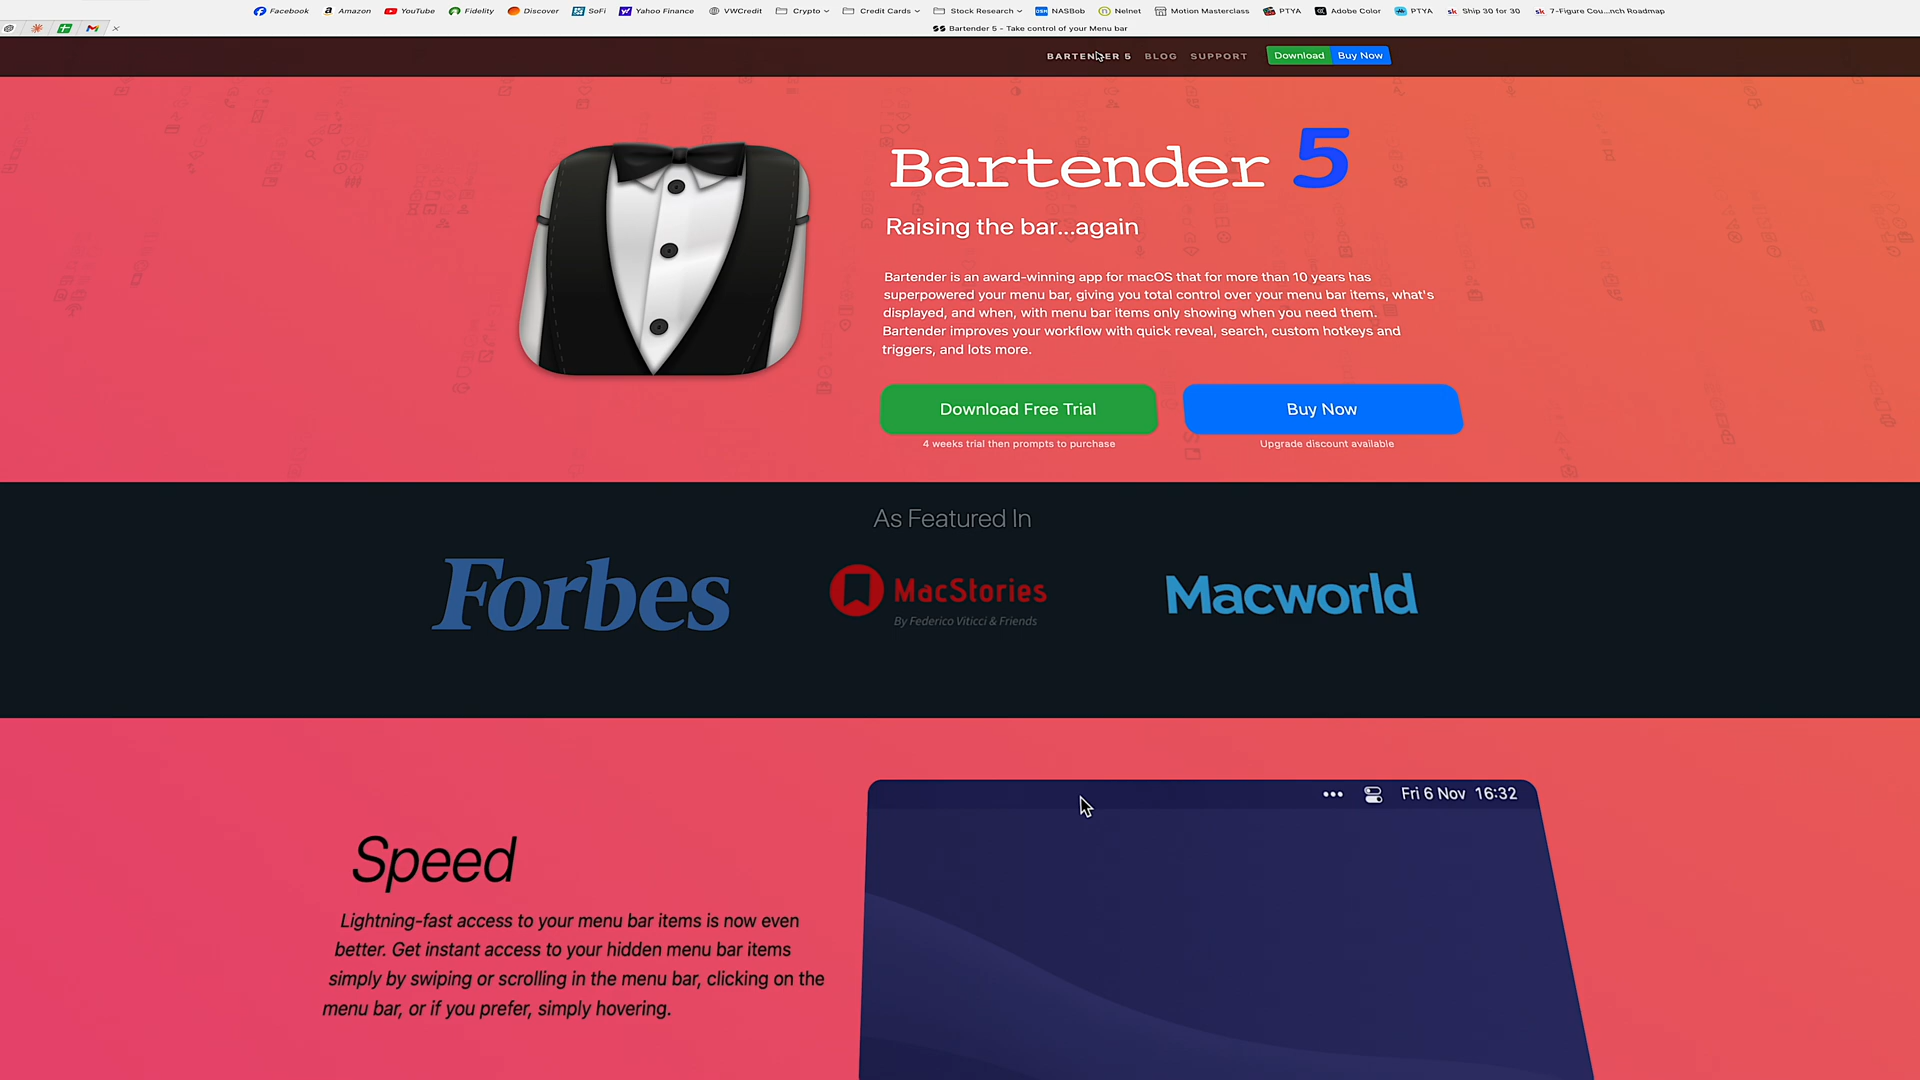 Facebook Amazon YouTube Fidelity Discover SoFi Yahoo Finance VWCredit Crypto Credit Cards Stock Research NASBob Nelnet Motion Masterclass PTYA Adobe Color PTYA Ship 30 for 30 7-Figure Cou...nch Roadmap
Bartender 5 - Take control of your Menu bar
BARTENDER 5 BLOG SUPPORT Download Buy Now
Bartender 5
Raising the bar...again
Bartender is an award-winning app for macOS that for more than 10 years has
superpowered your menu bar, giving you total control over your menu bar items, what's
displayed, and when, with menu bar items only showing when you need them.
Bartender improves your workflow with quick reveal, search, custom hotkeys and
triggers, and lots more.
Download Free Trial Buy Now
4 weeks trial then prompts to purchase Upgrade discount available
As Featured In
Forbes MacStories Macworld
By Federico Viticci & Friends
Fri 6 Nov 16:32
Speed
Lightning-fast access to your menu bar items is now even
better. Get instant access to your hidden menu bar items
simply by swiping or scrolling in the menu bar, clicking on the
menu bar, or if you prefer, simply hovering.